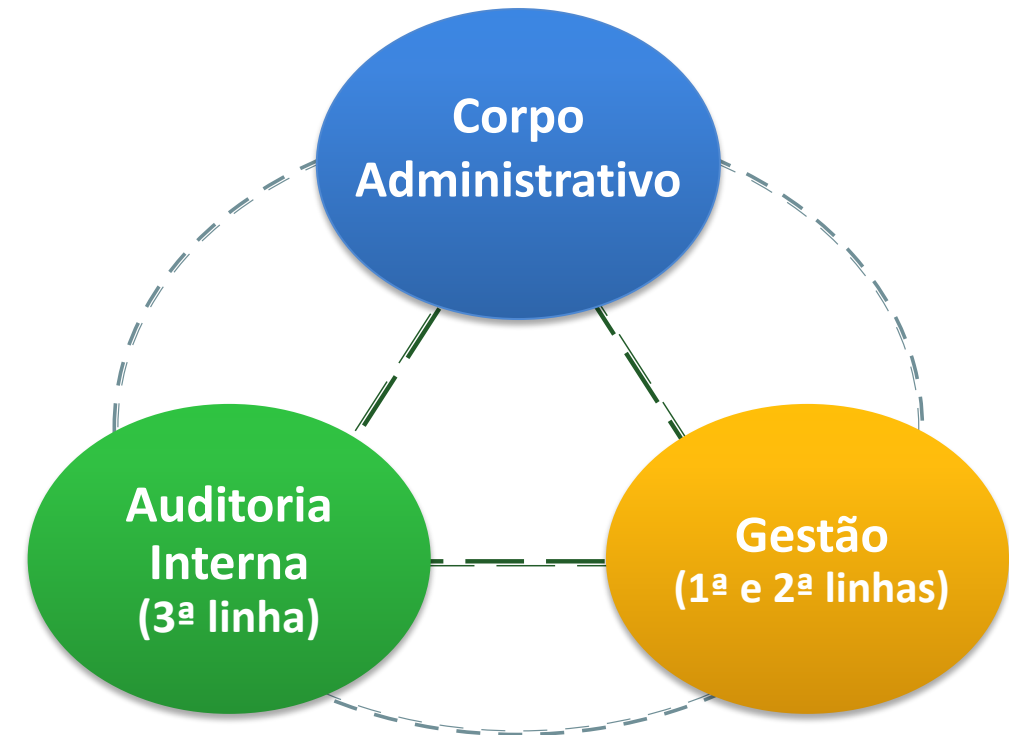 Corpo
Administrativo
Auditoria
Interna
(3ª linha)
Gestão
(1ª e 2ª linhas)